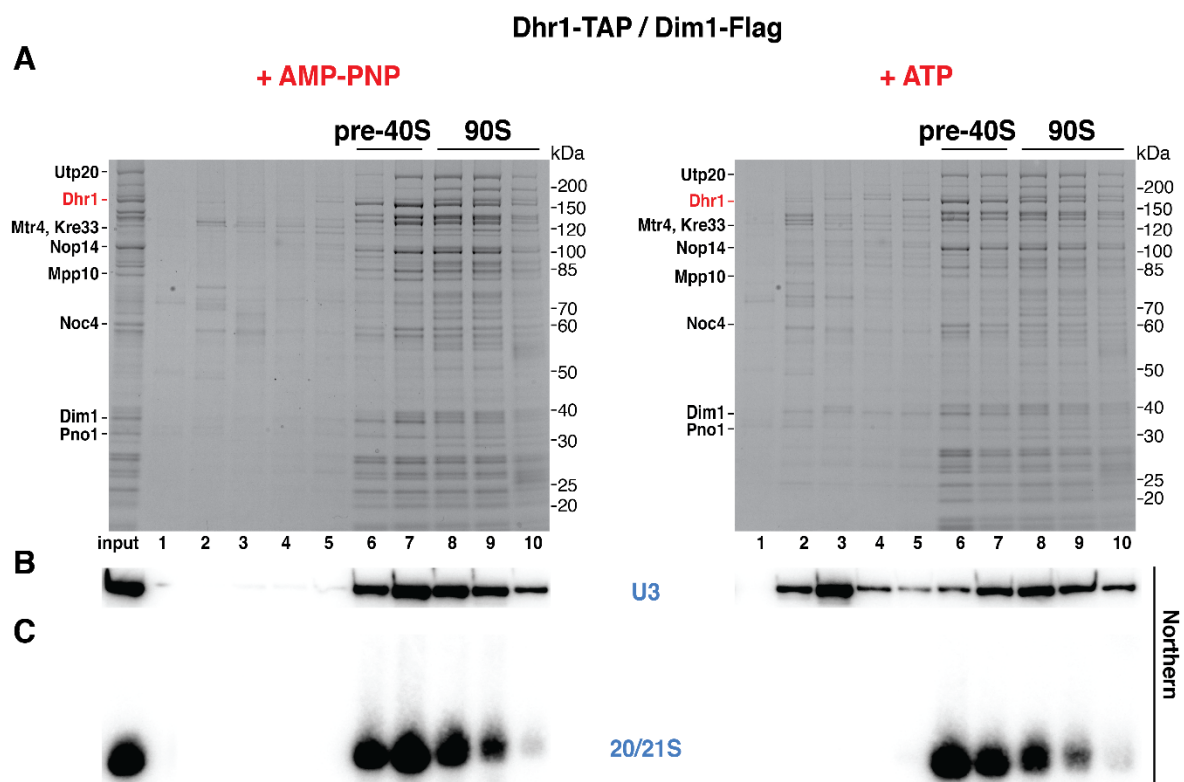 Dhr1-TAP / Dim1-Flag
A
+ AMP-PNP
+ ATP
pre-40S 90S
pre-40S 90S
kDa
kDa
Utp20
Dhr1
Mtr4, Kre33
Nop14
Mpp10
Noc4
Dim1
Pno1
-200
-150
-120
-100
-85
-70
-60
-50
-40
-30
-25
-20
Utp20
Dhr1
Mtr4, Kre33
Nop14
Mpp10
Noc4
Dim1
Pno1
-200
-150
-120
-100
-85
-70
-60
-50
-40
-30
-25
-20
input 1 2 3 4 5 6 7 8 9 10
1 2 3 4 5 6 7 8 9 10
B
U3
C
20/21S
Northern